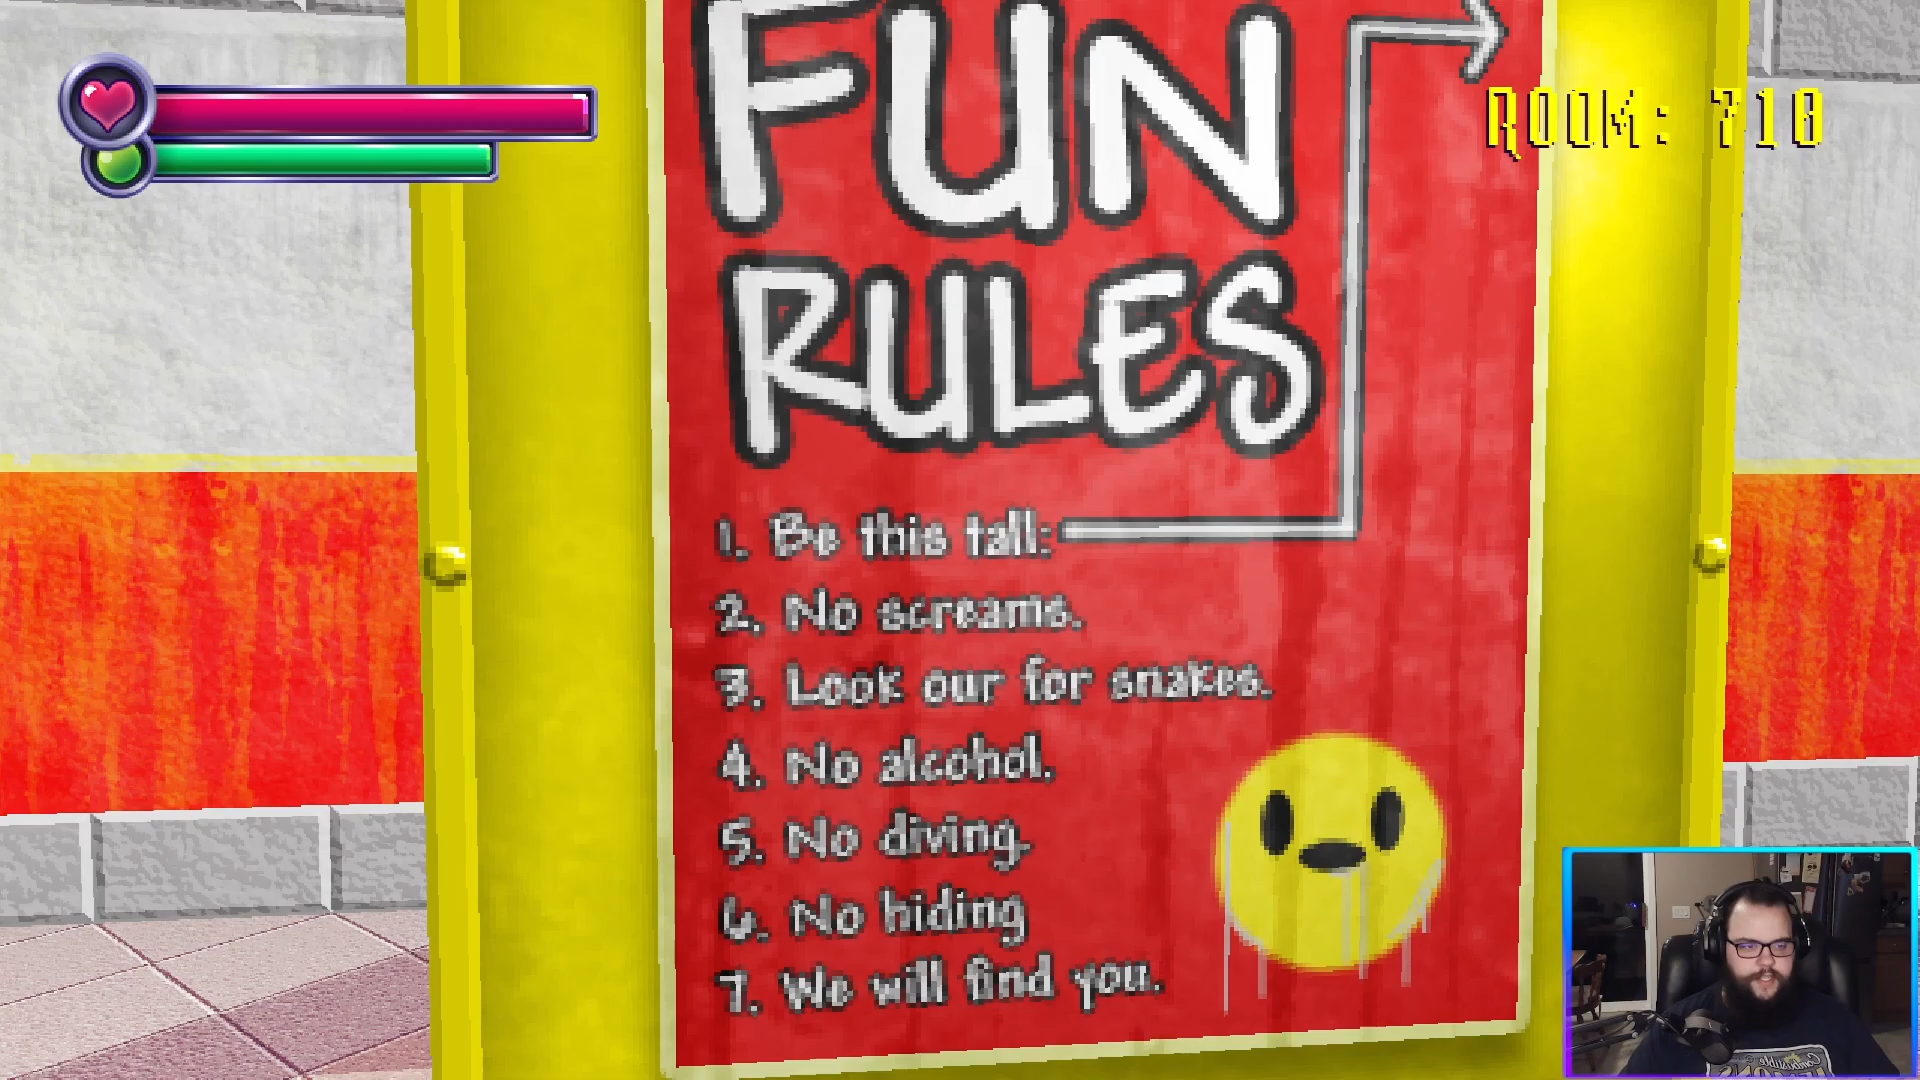 FUN
ROOM: 710
RULES
1. Be this tall:
2. No screams.
3. Look our for snakes.
4. No alcohol.
5. No diving.
6. No hiding
7. We will find you.